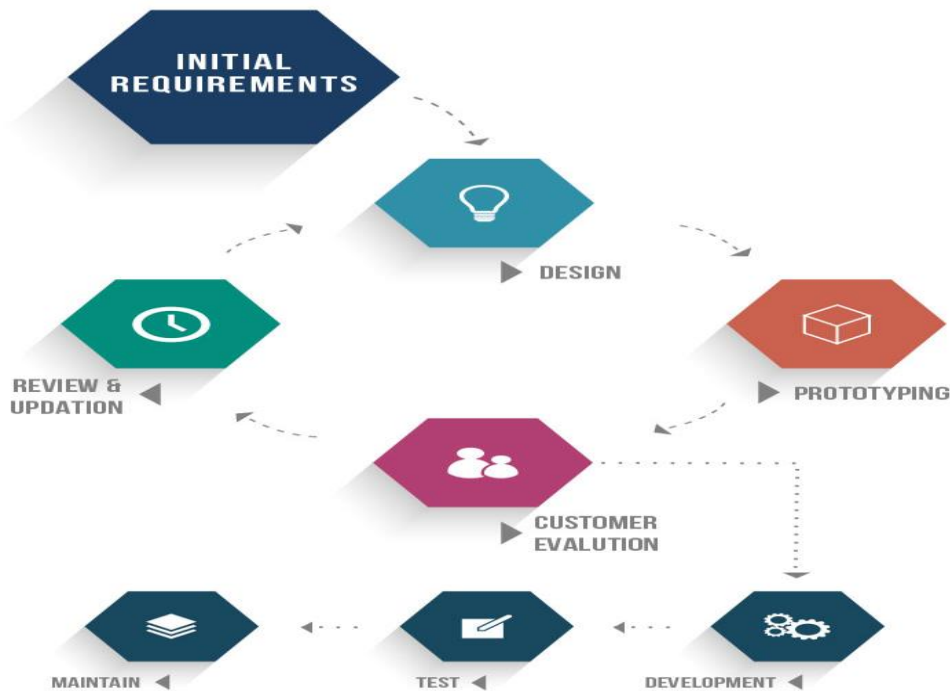 INITIAL
REQUIREMENTS
DESIGN
PROTOTYPING
REVIEW &
UPDATION
CUSTOMER
EVALUTION
MAINTAIN
TEST
DEVELOPMENT